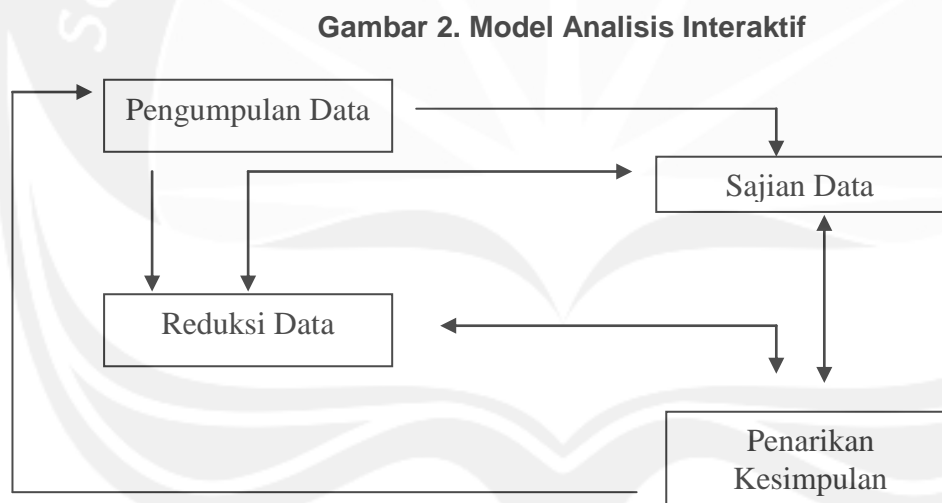 Gambar 2. Model Analisis Interaktif
Pengumpulan Data
Sajian Data
Reduksi Data
Penarikan
Kesimpulan